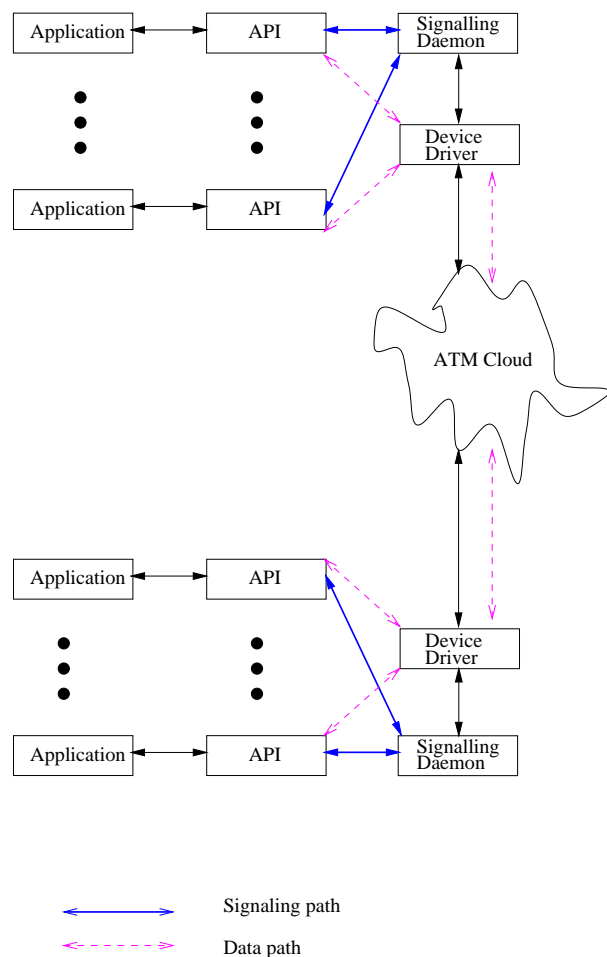 Application
API
Signalling
Daemon
Device
Driver
Application
API
ATM Cloud
Application
API
Device
Driver
Application
API
Signalling
Daemon
Signaling path
Data path